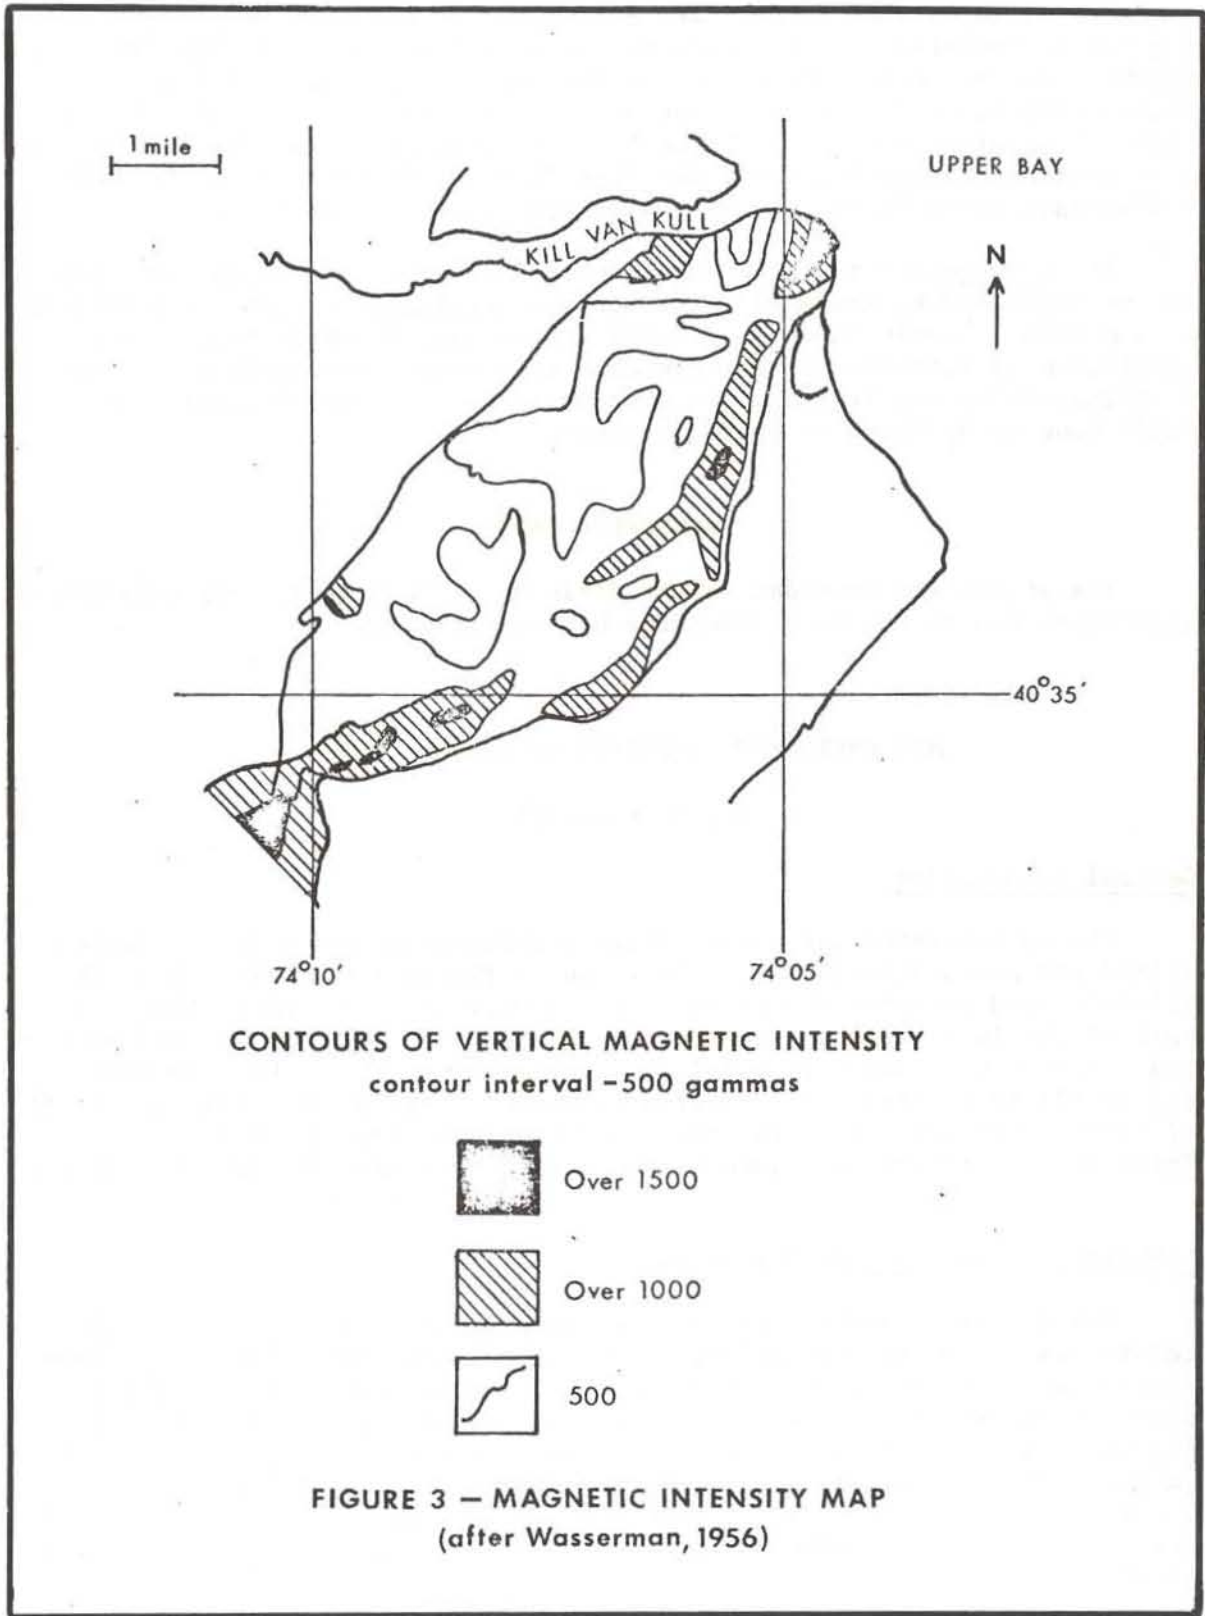 1 mile
UPPER BAY
KILL VAN KULL
N
40°35'
74°10'
74°05'
CONTOURS OF VERTICAL MAGNETIC INTENSITY
contour interval - 500 gammas
Over 1500
Over 1000
500
FIGURE 3 — MAGNETIC INTENSITY MAP
(after Wasserman, 1956)